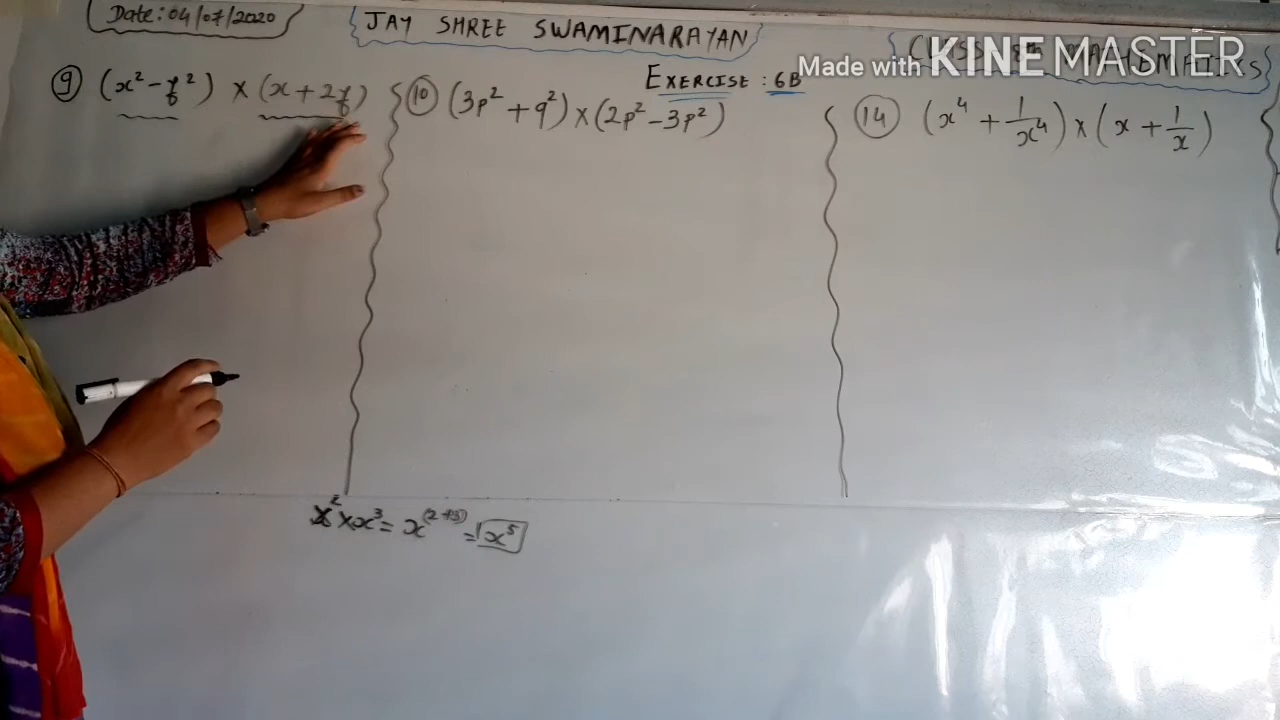 Date: 04/07/2020
JAY SHREE SWAMINARAYAN
Made with KINEMASTER
EXERCISE : 6B
⑨ (x² - y²) × (x + 2y)
⑩ (3p² + q²) × (2p² - 3p²)
⑭ (x⁴ + 1/x⁴) × (x + 1/x)
x² × x³ = x⁽²⁺³⁾ = x⁵